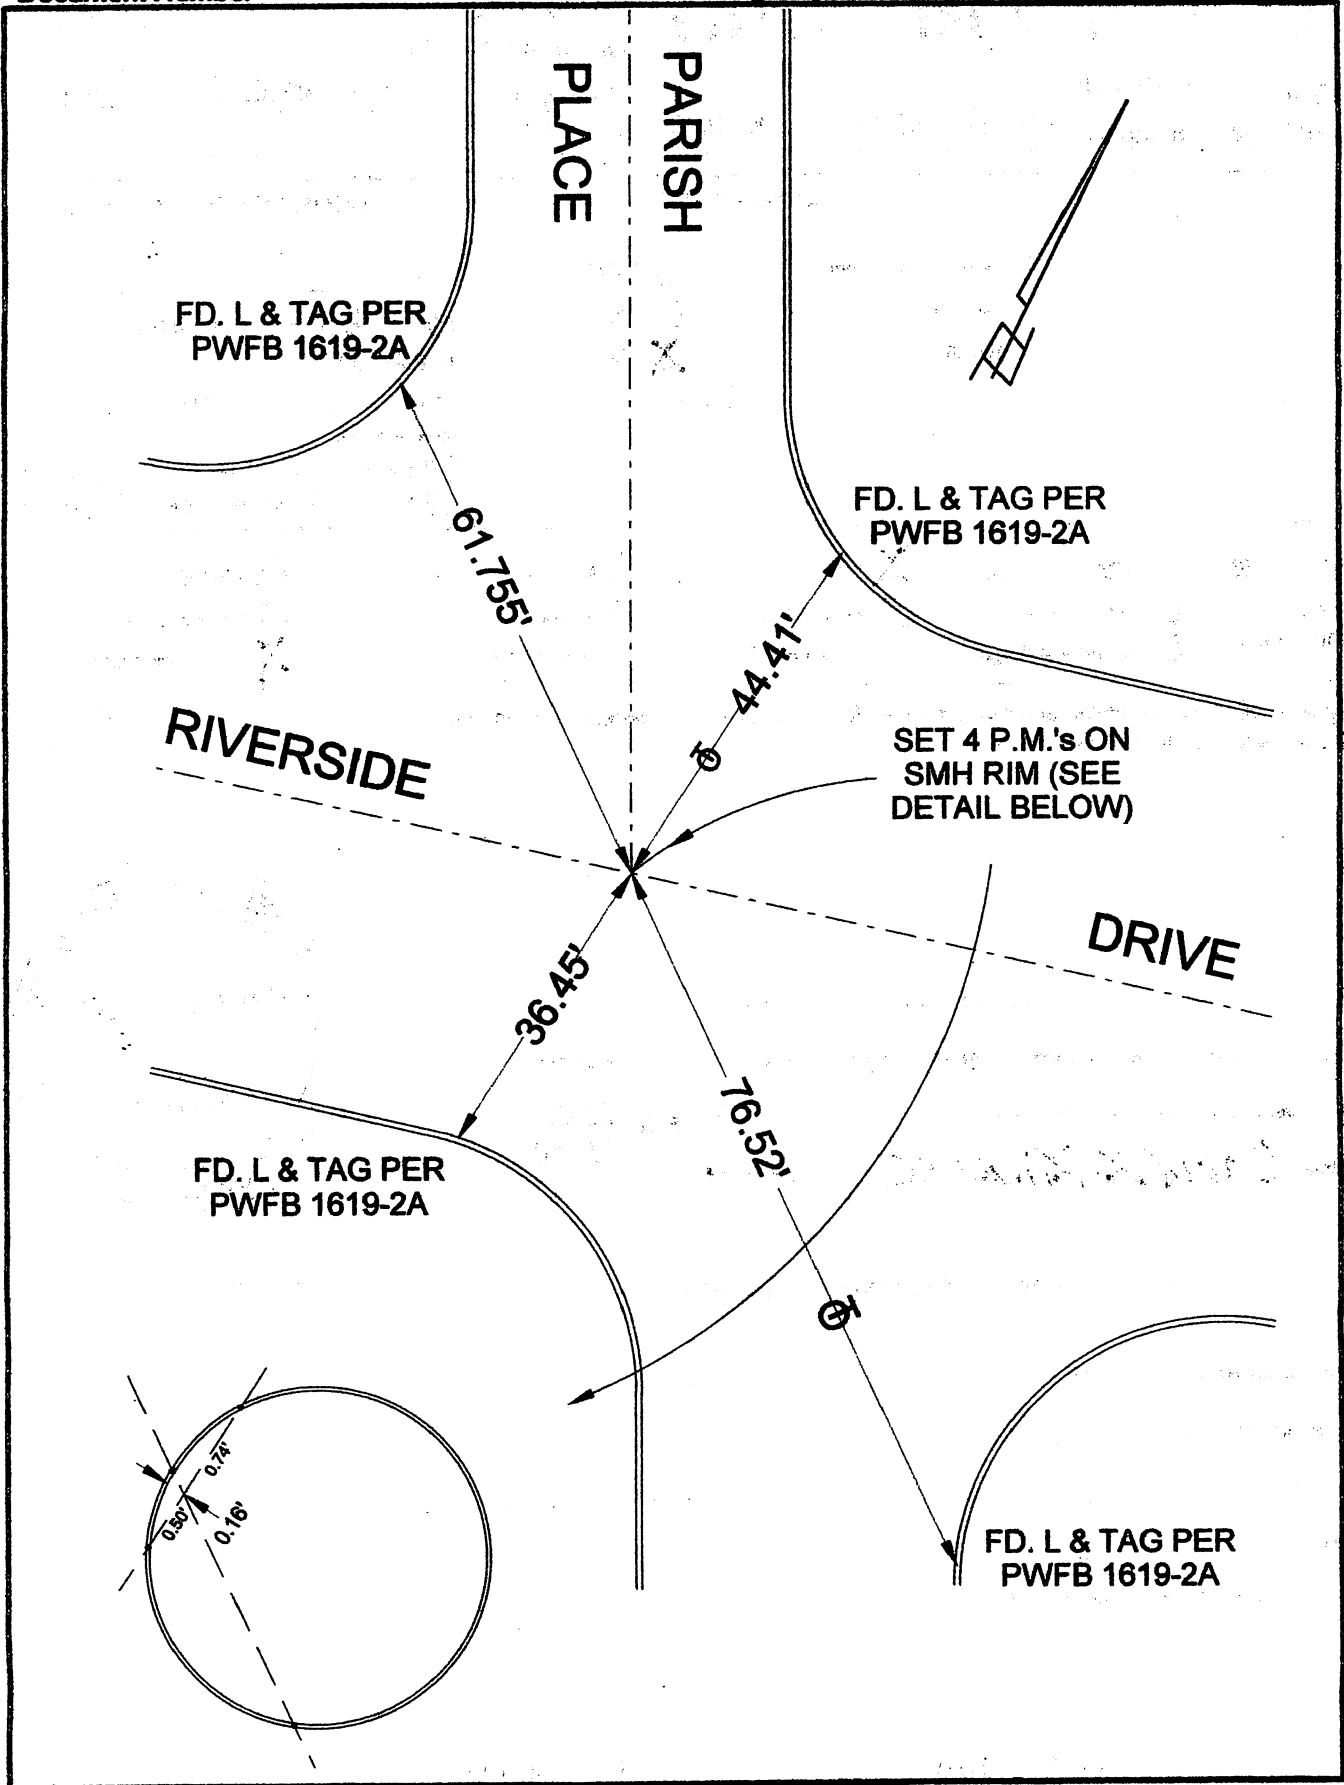 PARISH
PLACE
FD. L & TAG PER
PWFB 1619-2A
FD. L & TAG PER
PWFB 1619-2A
61.755'
44.41'
RIVERSIDE
SET 4 P.M.'s ON
SMH RIM (SEE
DETAIL BELOW)
DRIVE
36.45'
76.52'
FD. L & TAG PER
PWFB 1619-2A
0.74'
0.50'
0.16'
FD. L & TAG PER
PWFB 1619-2A